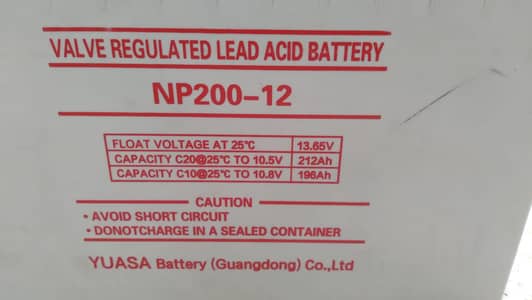 VALVE REGULATED LEAD ACID BATTERY
NP200-12
FLOAT VOLTAGE AT 25℃ 13.65V
CAPACITY C20@25℃ TO 10.5V 212Ah
CAPACITY C10@25℃ TO 10.8V 196Ah
CAUTION
• AVOID SHORT CIRCUIT
• DONOTCHARGE IN A SEALED CONTAINER
YUASA Battery (Guangdong) Co.,Ltd